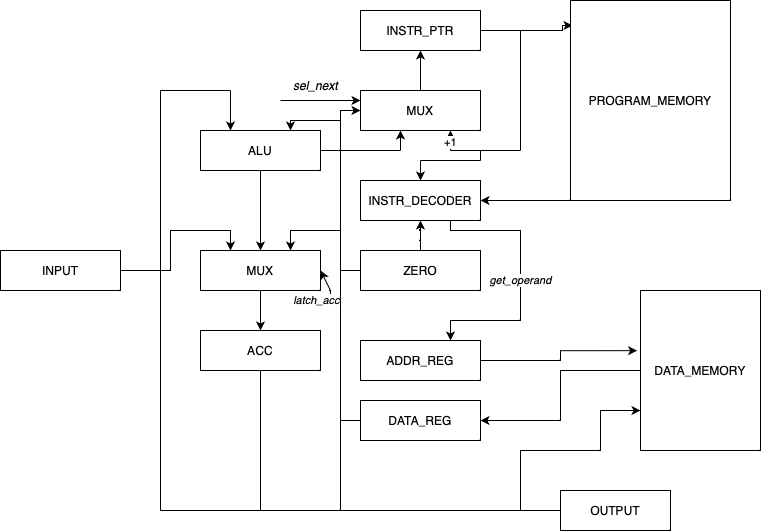 INSTR_PTR
sel_next
MUX
PROGRAM_MEMORY
ALU
+1
INSTR_DECODER
INPUT
MUX
ZERO
get_operand
latch_acc
ACC
ADDR_REG
DATA_MEMORY
DATA_REG
OUTPUT